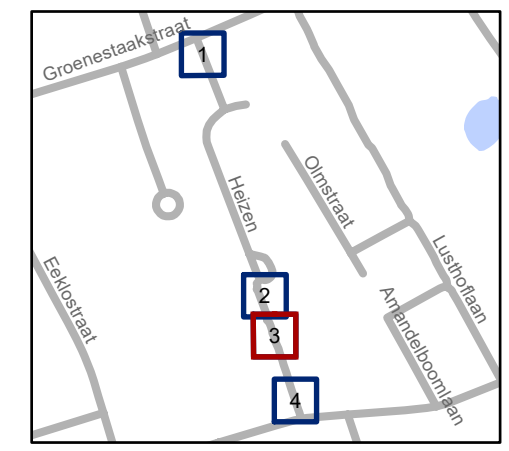 Groenestaakstraat
1
Heizen
Olmstraat
Lusthoflaan
Eeklostraat
2
3
Amandelboomlaan
4